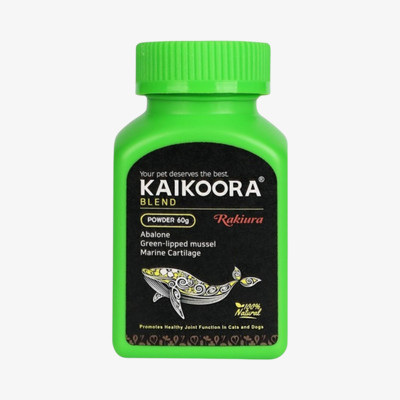 Your pet deserves the best.
KAIKOORA®
BLEND
POWDER 60g
Rakiura
Abalone
Green-lipped mussel
Marine Cartilage
100%
Natural
Promotes Healthy Joint Function in Cats and Dogs